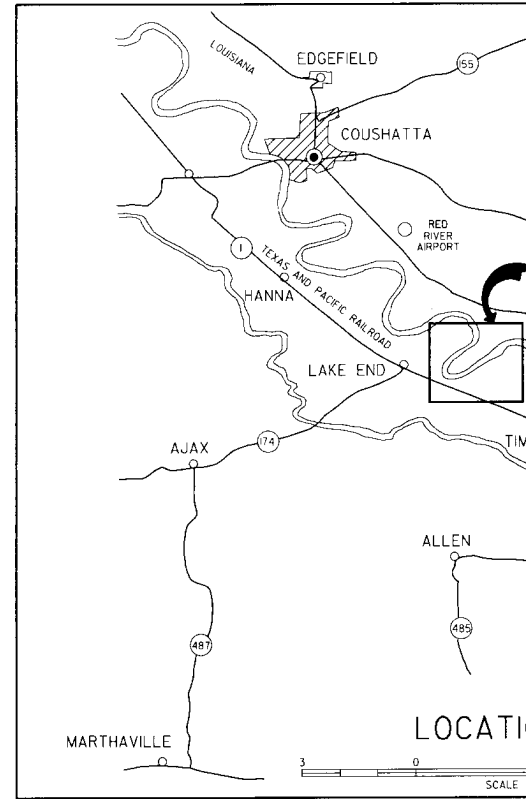 LOUISIANA
EDGEFIELD
155
COUSHATTA
RED
RIVER
AIRPORT
1
TEXAS AND PACIFIC RAILROAD
HANNA
LAKE END
174
TIM
AJAX
ALLEN
485
487
LOCATI
MARTHAVILLE
3 0
SCALE